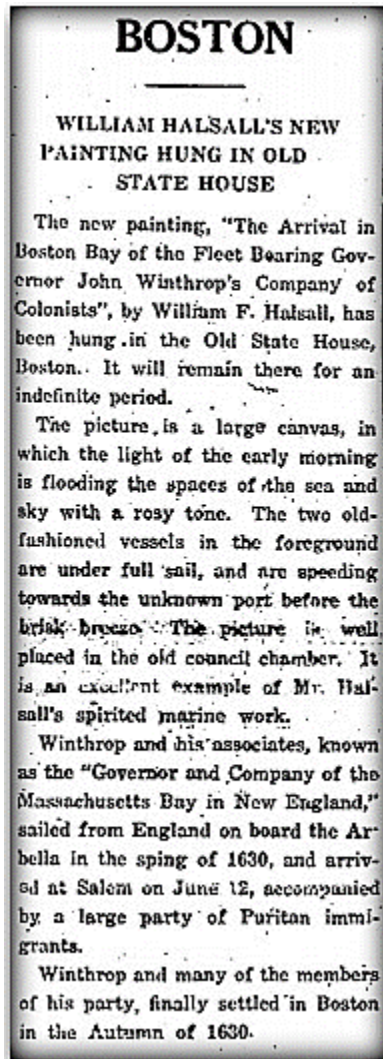 BOSTON
WILLIAM HALSALL'S NEW
PAINTING HUNG IN OLD
STATE HOUSE
The new painting, "The Arrival in
Boston Bay of the Fleet Bearing Gov-
ernor John Winthrop's Company of
Colonists", by William F. Halsall, has
been hung in the Old State House,
Boston. It will remain there for an
indefinite period.
The picture is a large canvas, in
which the light of the early morning
is flooding the spaces of the sea and
sky with a rosy tone. The two old-
fashioned vessels in the foreground
are under full sail, and are speeding
towards the unknown port before the
brisk breeze. The picture is well
placed in the old council chamber. It
is an excellent example of Mr. Hal-
sall's spirited marine work.
Winthrop and his associates, known
as the "Governor and Company of the
Massachusetts Bay in New England,"
sailed from England on board the Ar-
bella in the sping of 1630, and arriv-
ed at Salem on June 12, accompanied
by a large party of Puritan immi-
grants.
Winthrop and many of the members
of his party, finally settled in Boston
in the Autumn of 1630.